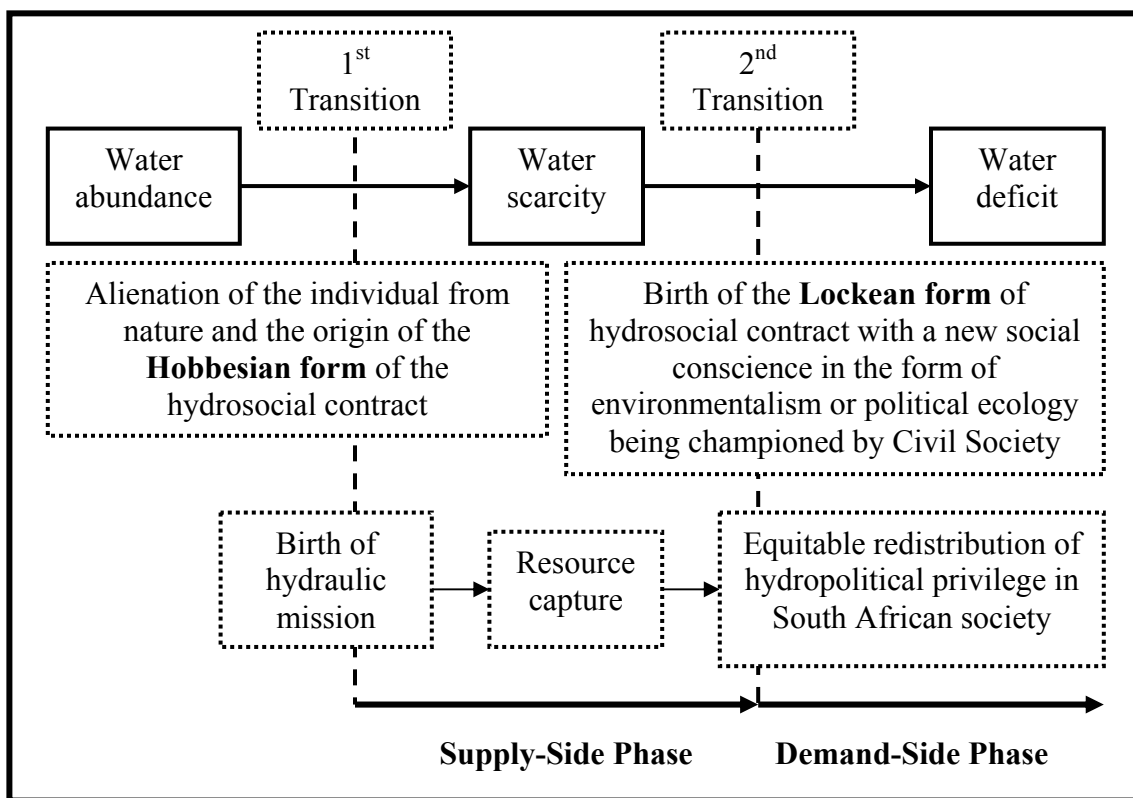 1st
Transition
2nd
Transition
Water
abundance
Water
scarcity
Water
deficit
Alienation of the individual from
nature and the origin of the
Hobbesian form of the
hydrosocial contract
Birth of the Lockean form of
hydrosocial contract with a new social
conscience in the form of
environmentalism or political ecology
being championed by Civil Society
Birth of
hydraulic
mission
Resource
capture
Equitable redistribution of
hydropolitical privilege in
South African society
Supply-Side Phase
Demand-Side Phase